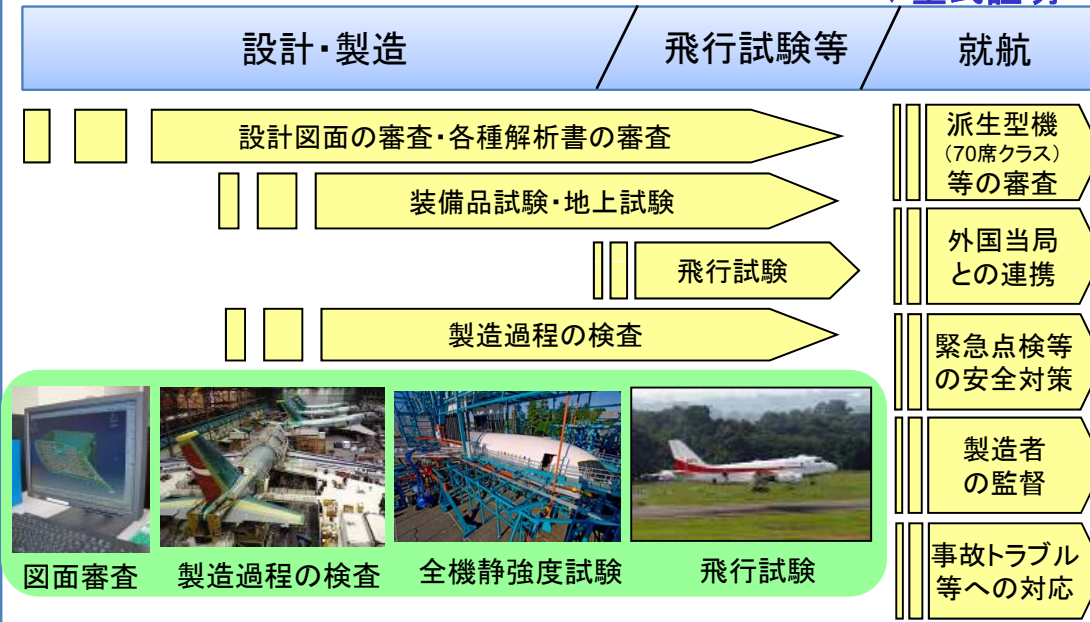 設計・製造
飛行試験等
就航
設計図面の審査・各種解析書の審査
装備品試験・地上試験
飛行試験
製造過程の検査
派生型機
(70席クラス)
等の審査
外国当局
との連携
緊急点検等
の安全対策
製造者
の監督
事故トラブル
等への対応
図面審査
製造過程の検査
全機静強度試験
飛行試験